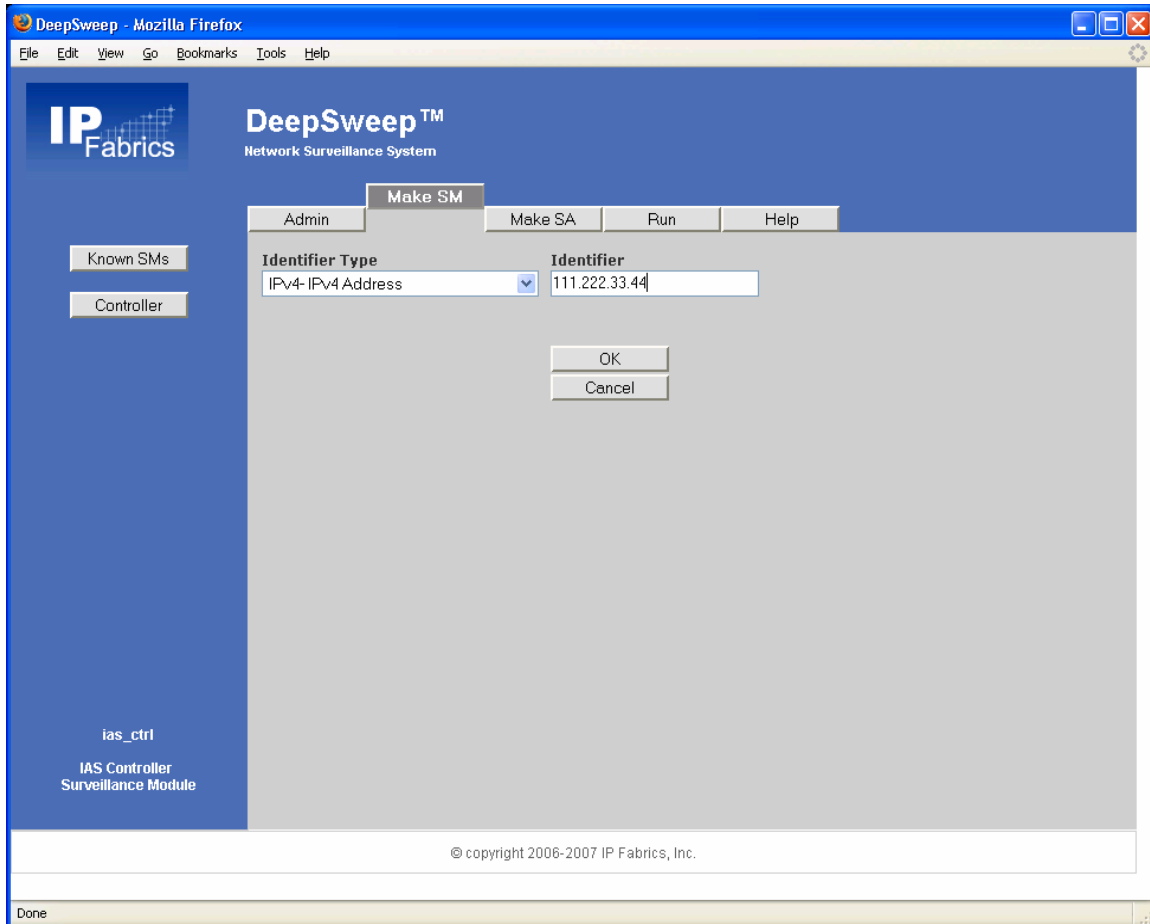 DeepSweep - Mozilla Firefox
File Edit View Go Bookmarks Tools Help
IP Fabrics
DeepSweep™
Network Surveillance System
Admin Make SM Make SA Run Help
Known SMs
Controller
Identifier Type Identifier
IPv4- IPv4 Address 111.222.33.44
OK
Cancel
ias_ctrl
IAS Controller
Surveillance Module
© copyright 2006-2007 IP Fabrics, Inc.
Done